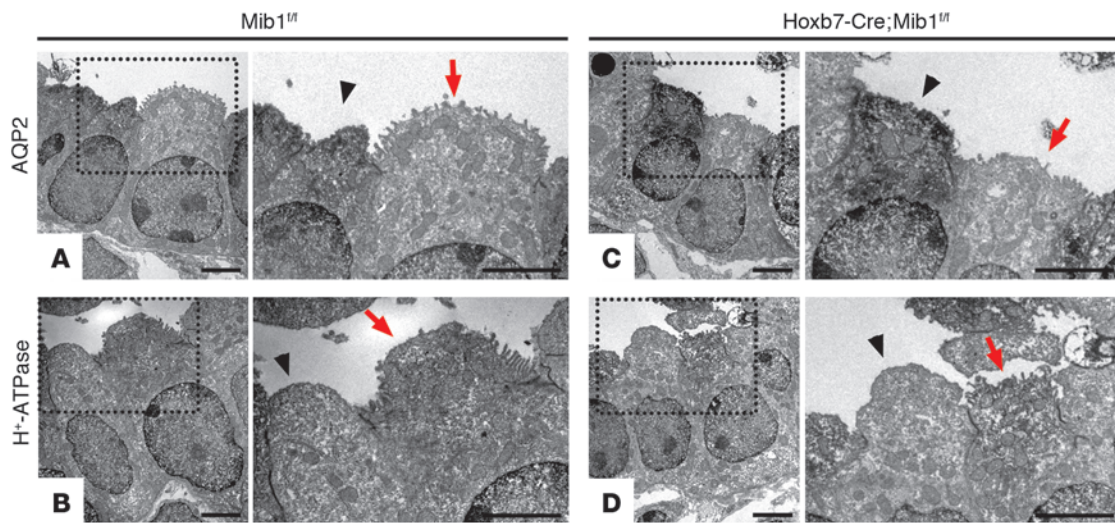 Mib1f/f
Hoxb7-Cre;Mib1f/f
AQP2
A
C
H+-ATPase
B
D